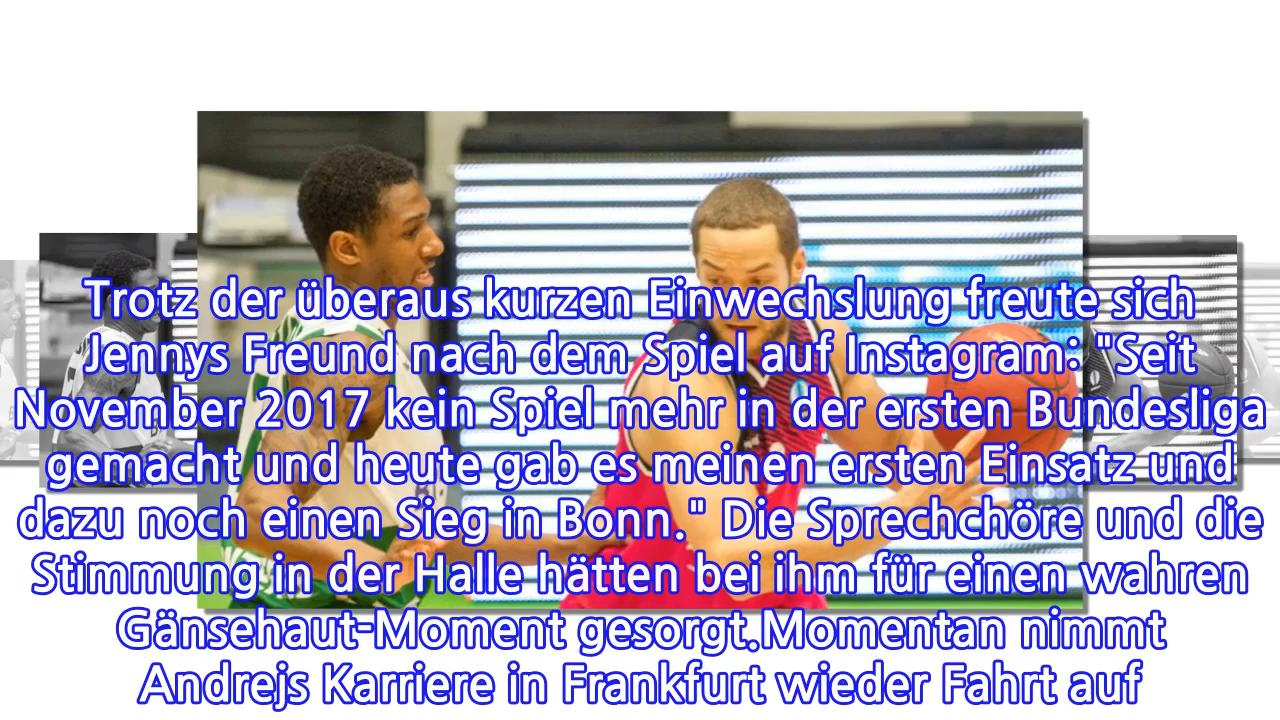 Trotz der überaus kurzen Einwechslung freute sich
Jennys Freund nach dem Spiel auf Instagram: "Seit
November 2017 kein Spiel mehr in der ersten Bundesliga
gemacht und heute gab es meinen ersten Einsatz und
dazu noch einen Sieg in Bonn." Die Sprechchöre und die
Stimmung in der Halle hätten bei ihm für einen wahren
Gänsehaut-Moment gesorgt.Momentan nimmt
Andrejs Karriere in Frankfurt wieder Fahrt auf